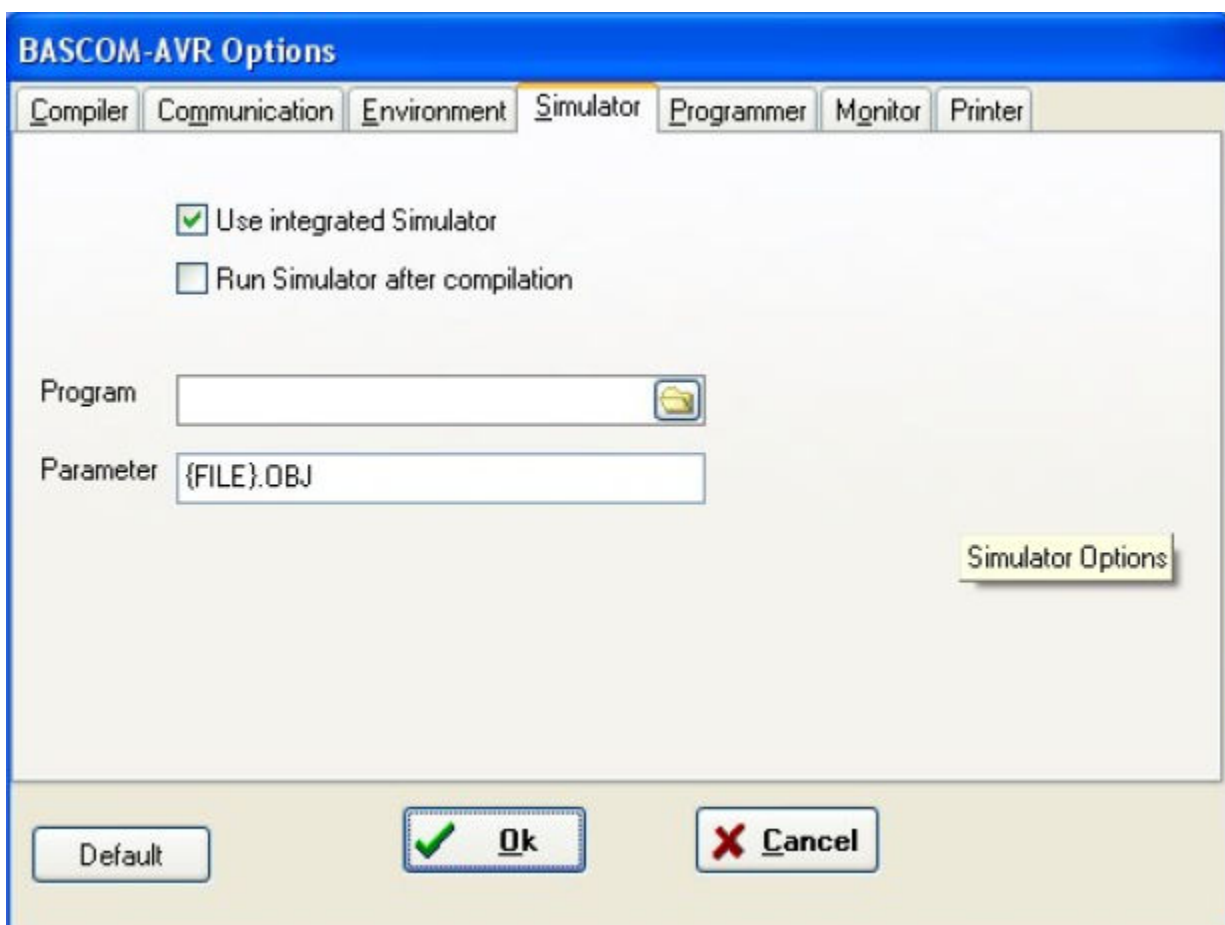 BASCOM-AVR Options
Compiler Communication Environment Simulator Programmer Monitor Printer
Use integrated Simulator
Run Simulator after compilation
Program
Parameter {FILE}.OBJ
Simulator Options
Default Ok Cancel